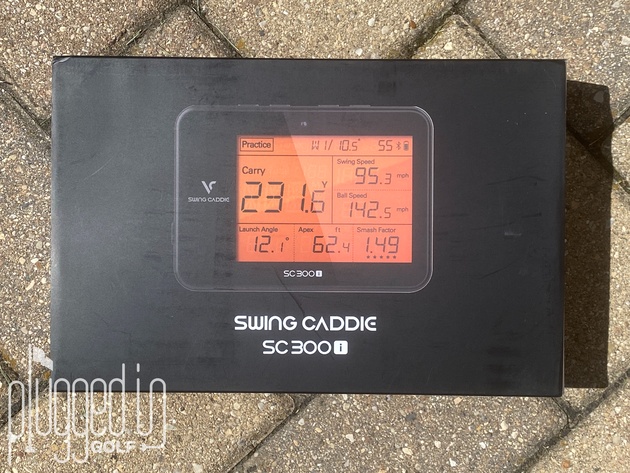 Practice W1/10.5° 55
Swing Speed
95.3 mph
Carry
231.6 Y
Ball Speed
142.5 mph
Launch Angle Apex ft Smash Factor
12.1° 62.4 1.49
★★★★★
SWING CADDIE
SC300i
SWING CADDIE
SC300i
plugged in
GOLF